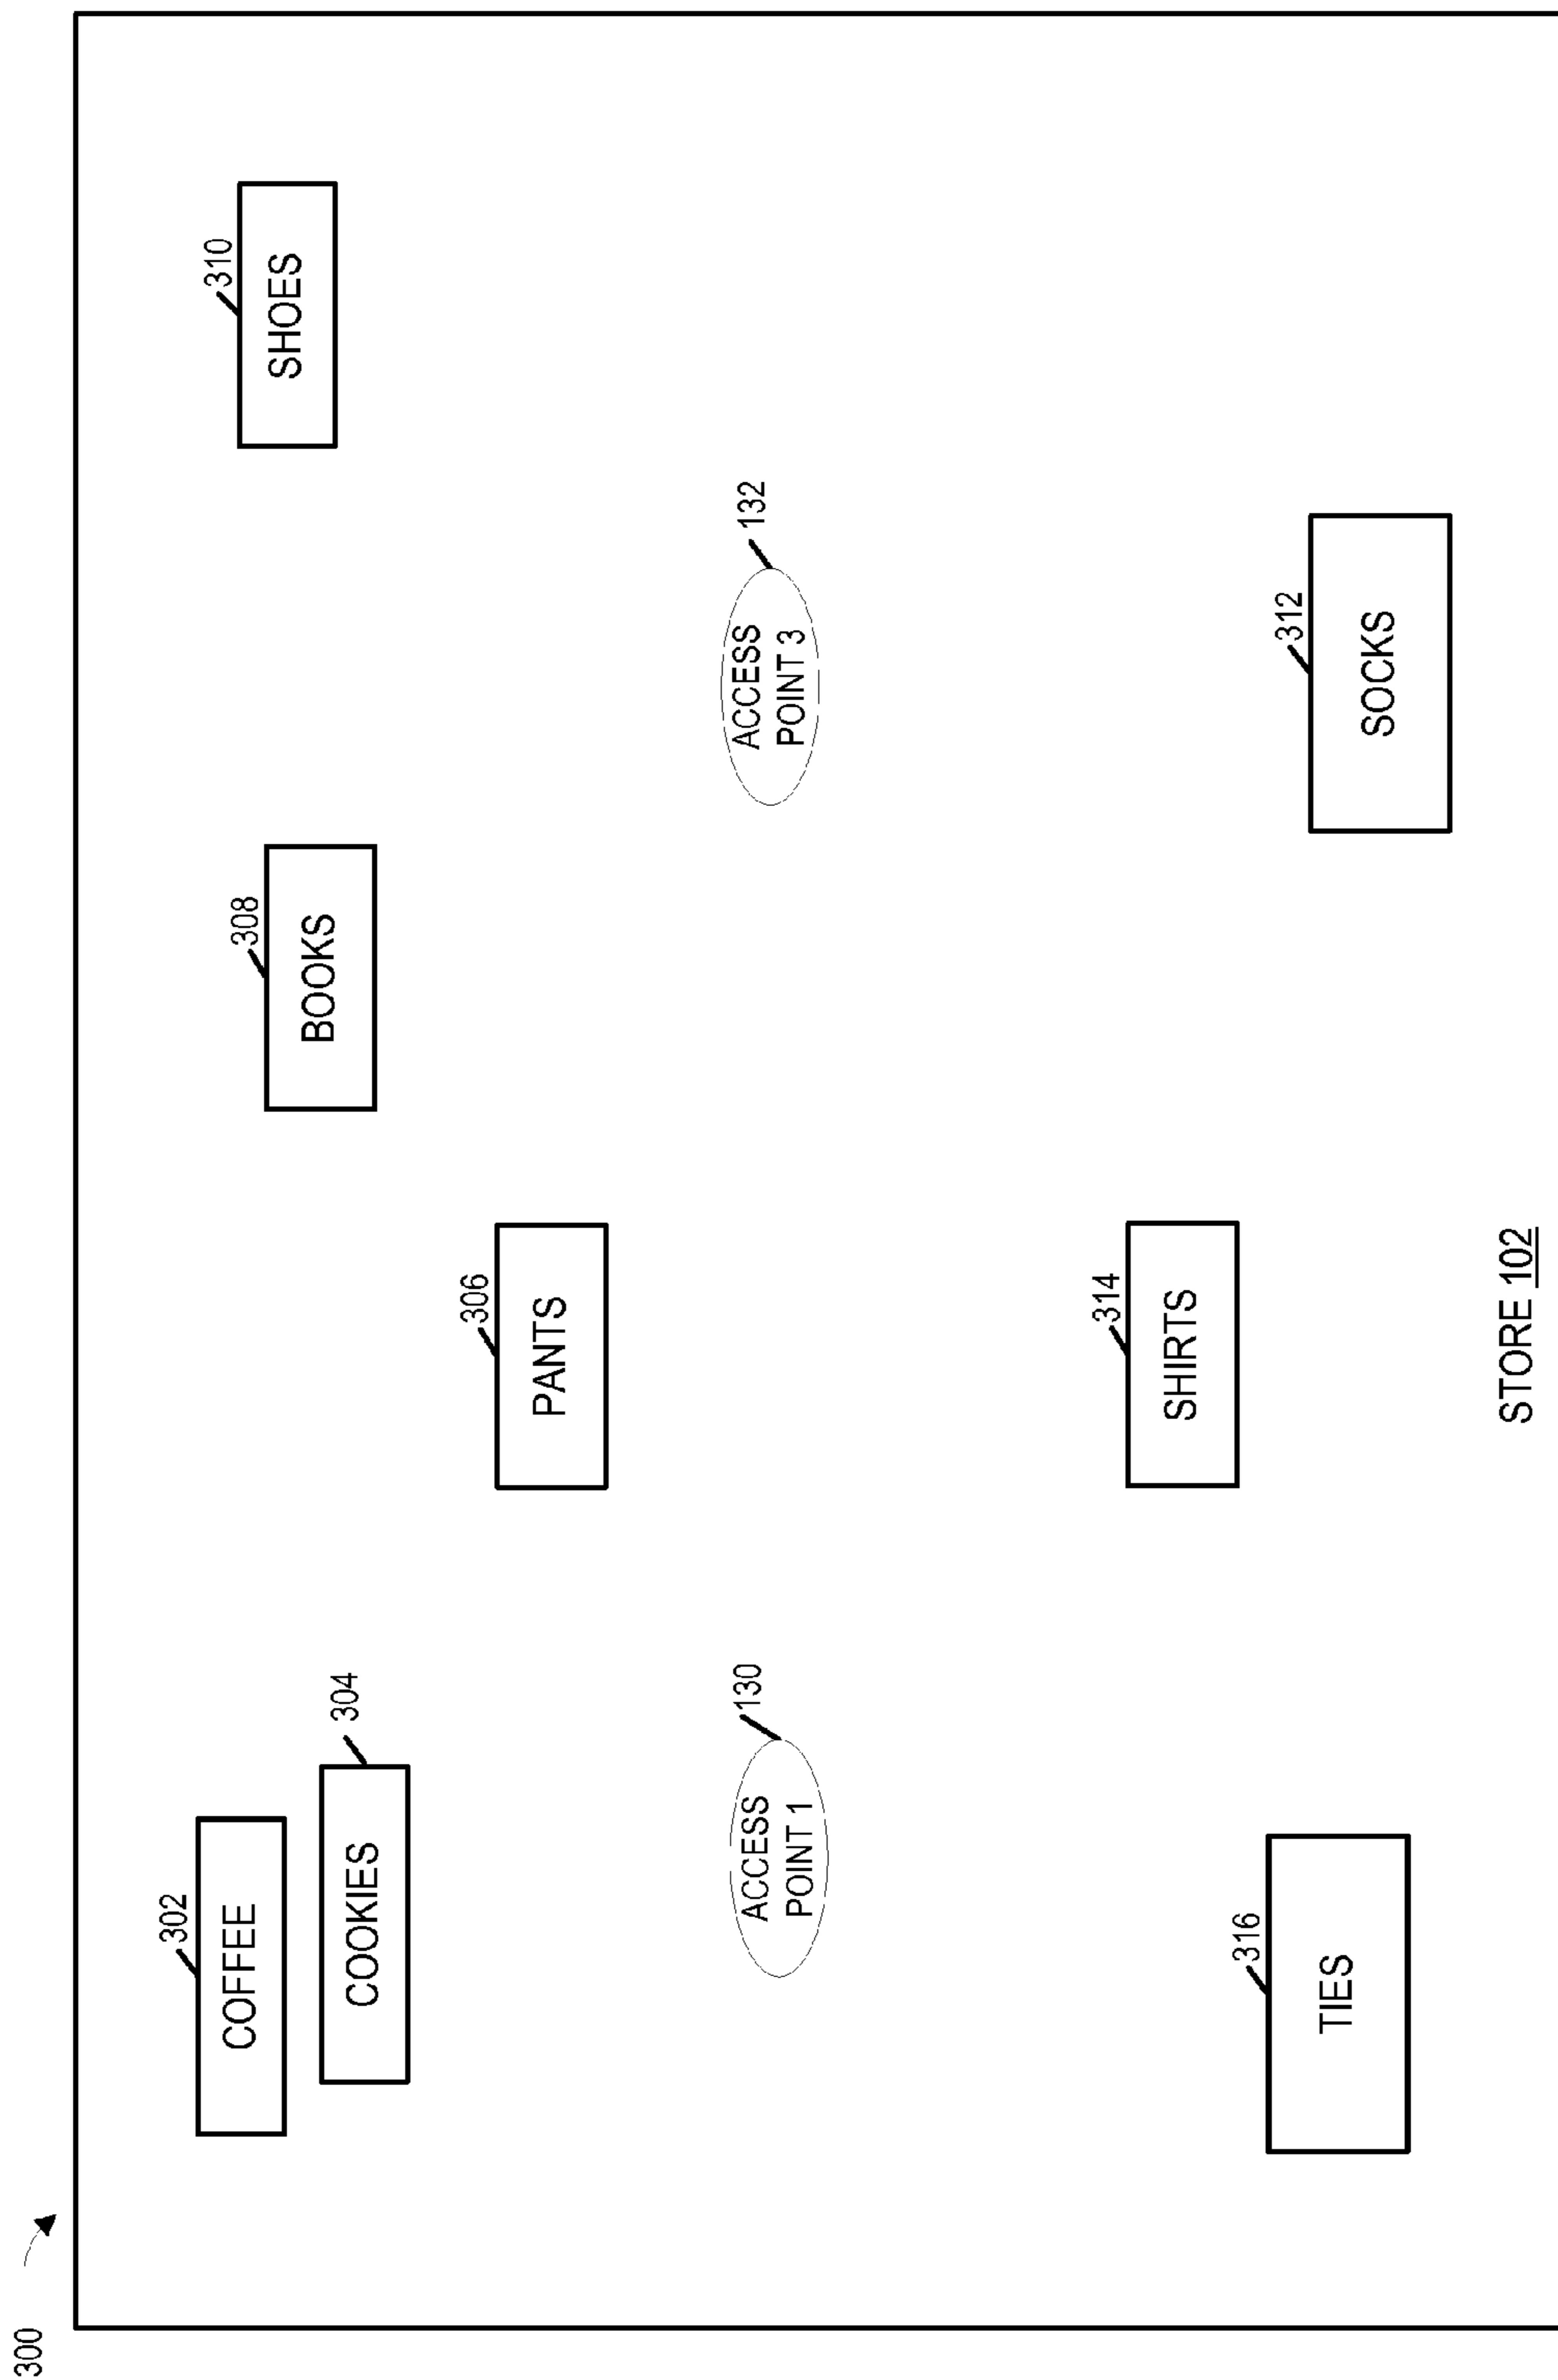 300
302
COFFEE
304
COOKIES
306
PANTS
308
BOOKS
310
SHOES
130
ACCESS
POINT 1
132
ACCESS
POINT 3
316
TIES
314
SHIRTS
312
SOCKS
STORE 102